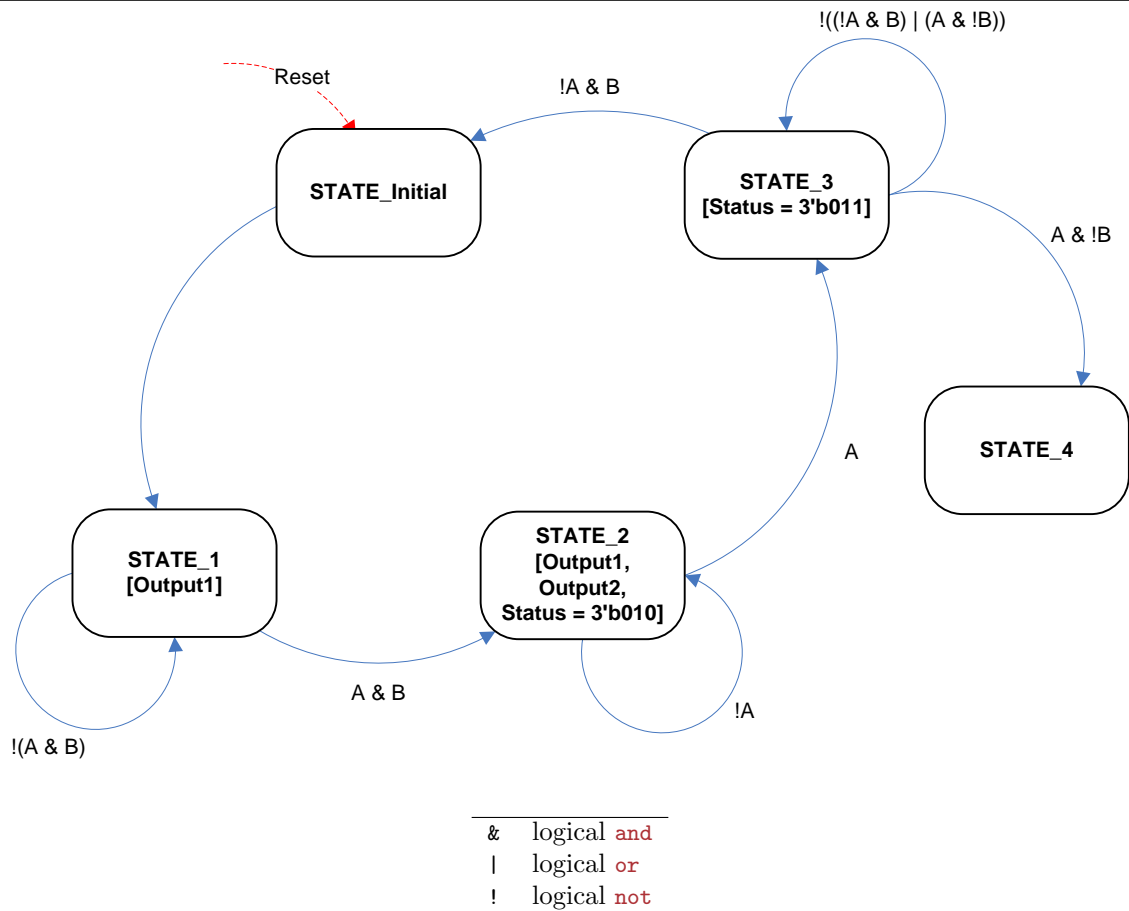 !((!A & B) | (A & !B))
Reset
!A & B
STATE_Initial
STATE_3
[Status = 3'b011]
A & !B
A
STATE_4
STATE_1
[Output1]
STATE_2
[Output1,
Output2,
Status = 3'b010]
A & B
!A
!(A & B)
& logical and
| logical or
! logical not